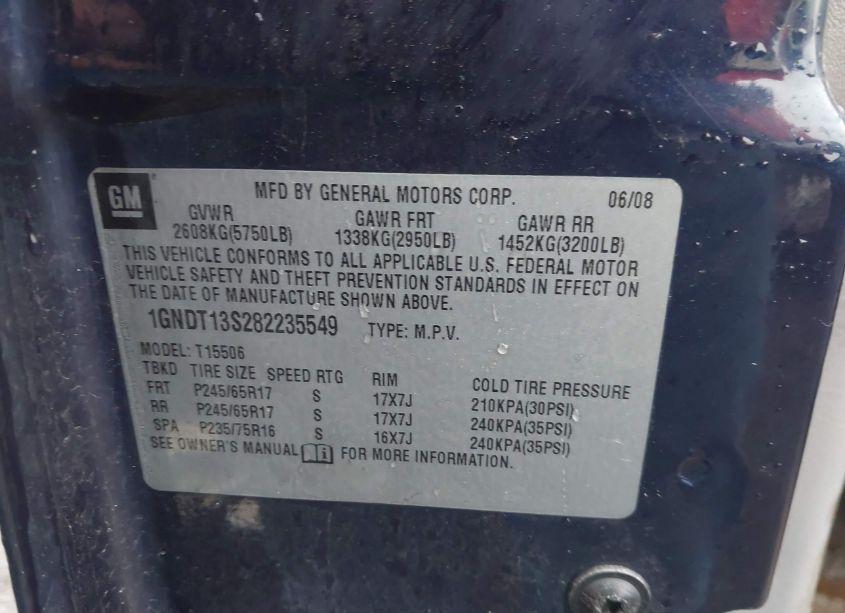 GM
MFD BY GENERAL MOTORS CORP. 06/08
GVWR GAWR FRT GAWR RR
2608KG(5750LB) 1338KG(2950LB) 1452KG(3200LB)
THIS VEHICLE CONFORMS TO ALL APPLICABLE U.S. FEDERAL MOTOR
VEHICLE SAFETY AND THEFT PREVENTION STANDARDS IN EFFECT ON
THE DATE OF MANUFACTURE SHOWN ABOVE.
1GNDT13S282235549 TYPE: M.P.V.
MODEL: T15506
TBKD TIRE SIZE SPEED RTG RIM COLD TIRE PRESSURE
FRT P245/65R17 S 17X7J 210KPA(30PSI)
RR P245/65R17 S 17X7J 240KPA(35PSI)
SPA P235/75R16 S 16X7J 240KPA(35PSI)
SEE OWNER'S MANUAL i FOR MORE INFORMATION.